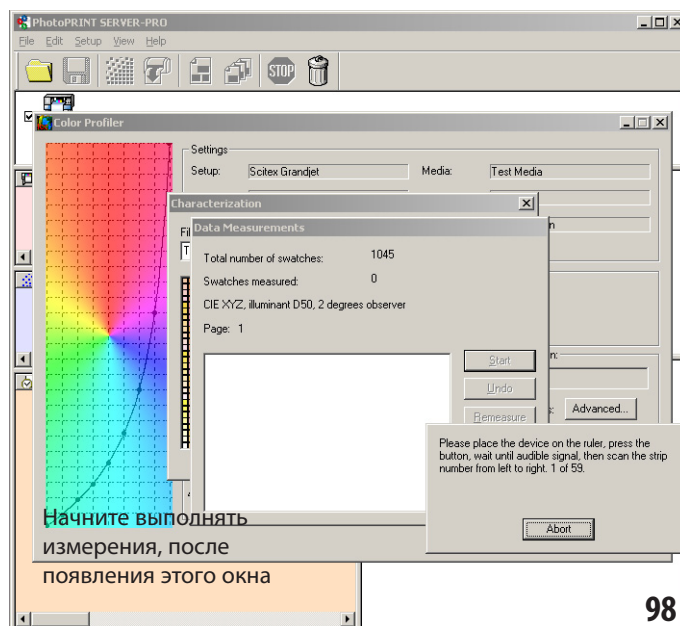 PhotoPRINT SERVER-PRO
File Edit Setup View Help
STOP
Color Profiler
Settings
Setup: Scitex Grandjet Media: Test Media
Characterization
Data Measurements
Total number of swatches: 1045
Swatches measured: 0
CIE XYZ, illuminant D50, 2 degrees observer
Page: 1
Start
Undo
Remeasure
Advanced...
Please place the device on the ruler, press the
button, wait until audible signal, then scan the strip
number from left to right. 1 of 59.
Abort
Начните выполнять
измерения, после
появления этого окна
98